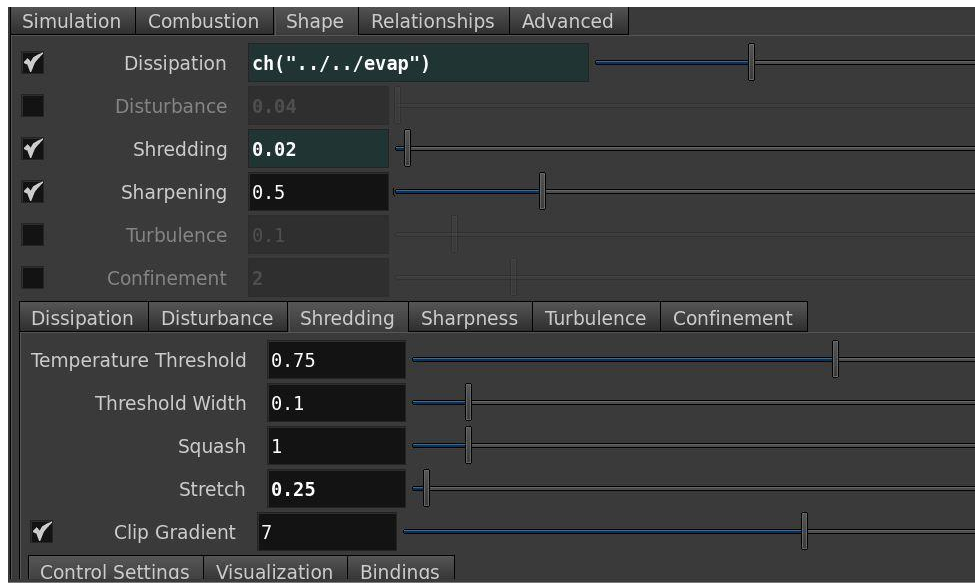 Simulation Combustion Shape Relationships Advanced
Dissipation ch("../../evap")
Disturbance 0.04
Shredding 0.02
Sharpening 0.5
Turbulence 0.1
Confinement 2
Dissipation Disturbance Shredding Sharpness Turbulence Confinement
Temperature Threshold 0.75
Threshold Width 0.1
Squash 1
Stretch 0.25
Clip Gradient 7
Control Settings Visualization Bindings